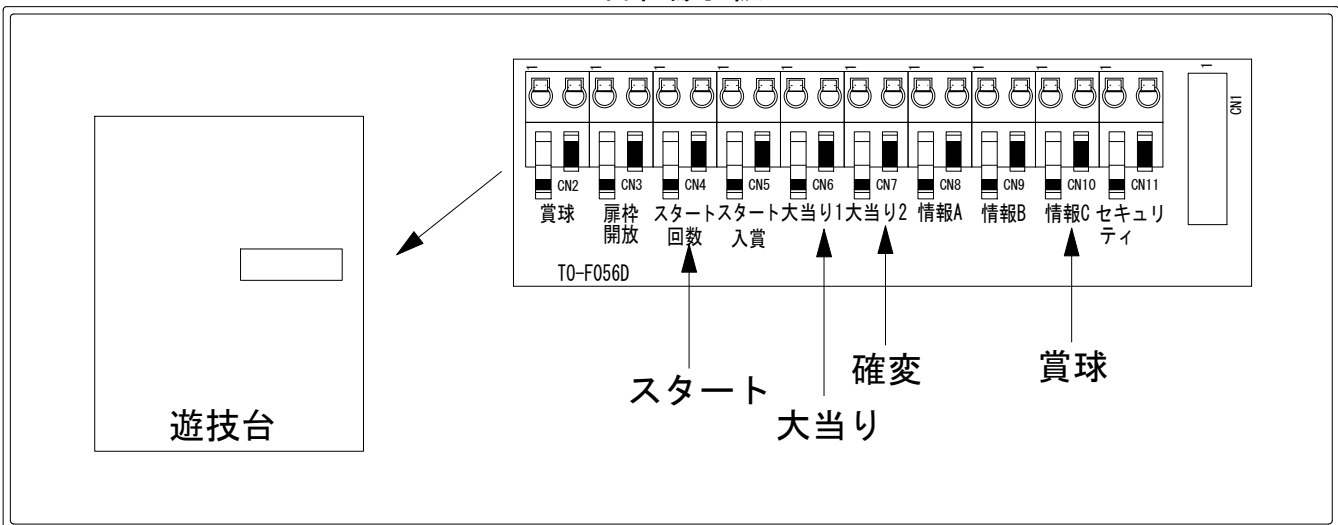 CN1
CN2
CN3
CN4
CN5
CN6
CN7
CN8
CN9
CN10
CN11
賞球
扉枠
開放
スタート
回数
スタート
入賞
大当り1
大当り2
情報A
情報B
情報C
セキュリ
ティ
TO-F056D
スタート
大当り
確変
賞球
遊技台